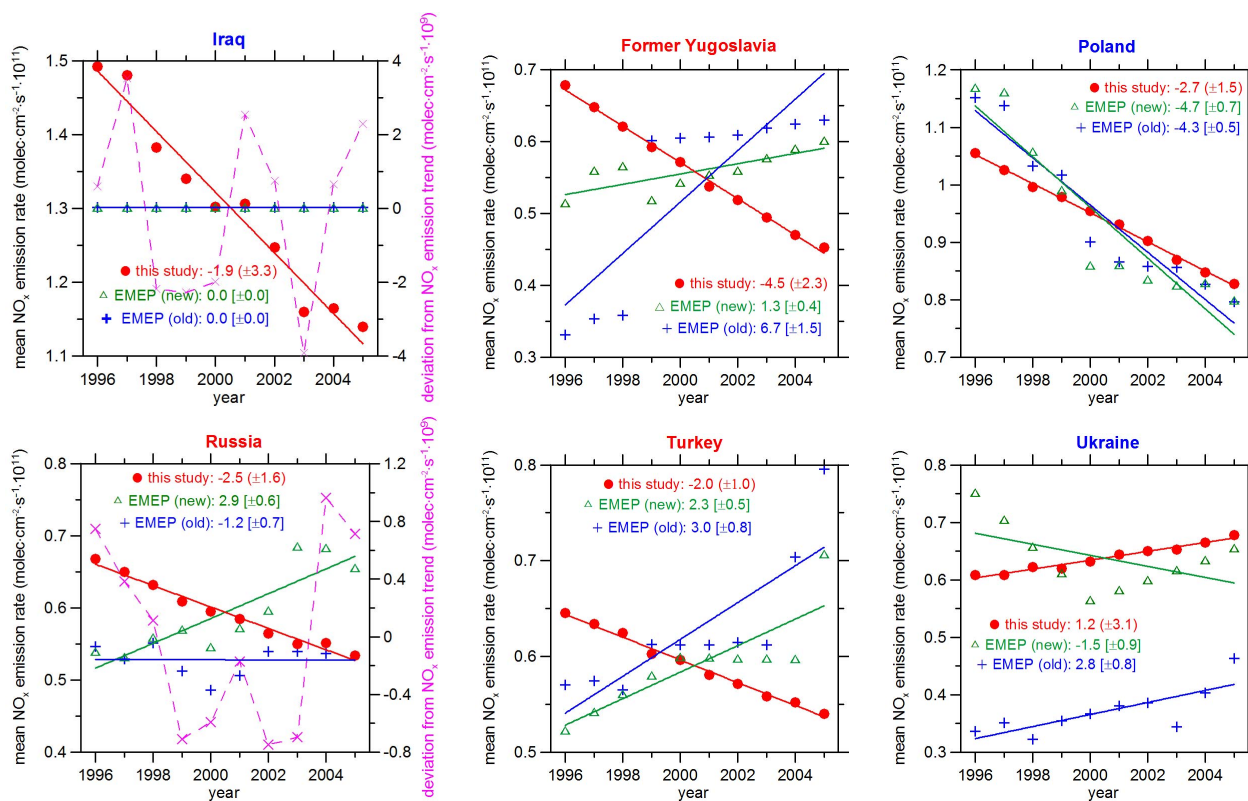 Iraq
mean NOx emission rate (molec·cm-2·s-1·1011)
1.5
1.4
1.3
1.2
1.1
4
2
0
-2
-4
deviation from NOx emission trend (molec·cm-2·s-1·109)
this study: -1.9 (±3.3)
EMEP (new): 0.0 [±0.0]
EMEP (old): 0.0 [±0.0]
1996 1998 2000 2002 2004
year
Former Yugoslavia
mean NOx emission rate (molec·cm-2·s-1·1011)
0.7
0.6
0.5
0.4
0.3
this study: -4.5 (±2.3)
EMEP (new): 1.3 [±0.4]
EMEP (old): 6.7 [±1.5]
1996 1998 2000 2002 2004
year
Poland
mean NOx emission rate (molec·cm-2·s-1·1011)
1.2
1.1
1
0.9
0.8
0.7
this study: -2.7 (±1.5)
EMEP (new): -4.7 [±0.7]
EMEP (old): -4.3 [±0.5]
1996 1998 2000 2002 2004
year
Russia
mean NOx emission rate (molec·cm-2·s-1·1011)
0.8
0.7
0.6
0.5
0.4
1.2
0.8
0.4
0
-0.4
-0.8
deviation from NOx emission trend (molec·cm-2·s-1·109)
this study: -2.5 (±1.6)
EMEP (new): 2.9 [±0.6]
EMEP (old): -1.2 [±0.7]
1996 1998 2000 2002 2004
year
Turkey
mean NOx emission rate (molec·cm-2·s-1·1011)
0.8
0.7
0.6
0.5
this study: -2.0 (±1.0)
EMEP (new): 2.3 [±0.5]
EMEP (old): 3.0 [±0.8]
1996 1998 2000 2002 2004
year
Ukraine
mean NOx emission rate (molec·cm-2·s-1·1011)
0.8
0.7
0.6
0.5
0.4
0.3
this study: 1.2 (±3.1)
EMEP (new): -1.5 [±0.9]
EMEP (old): 2.8 [±0.8]
1996 1998 2000 2002 2004
year